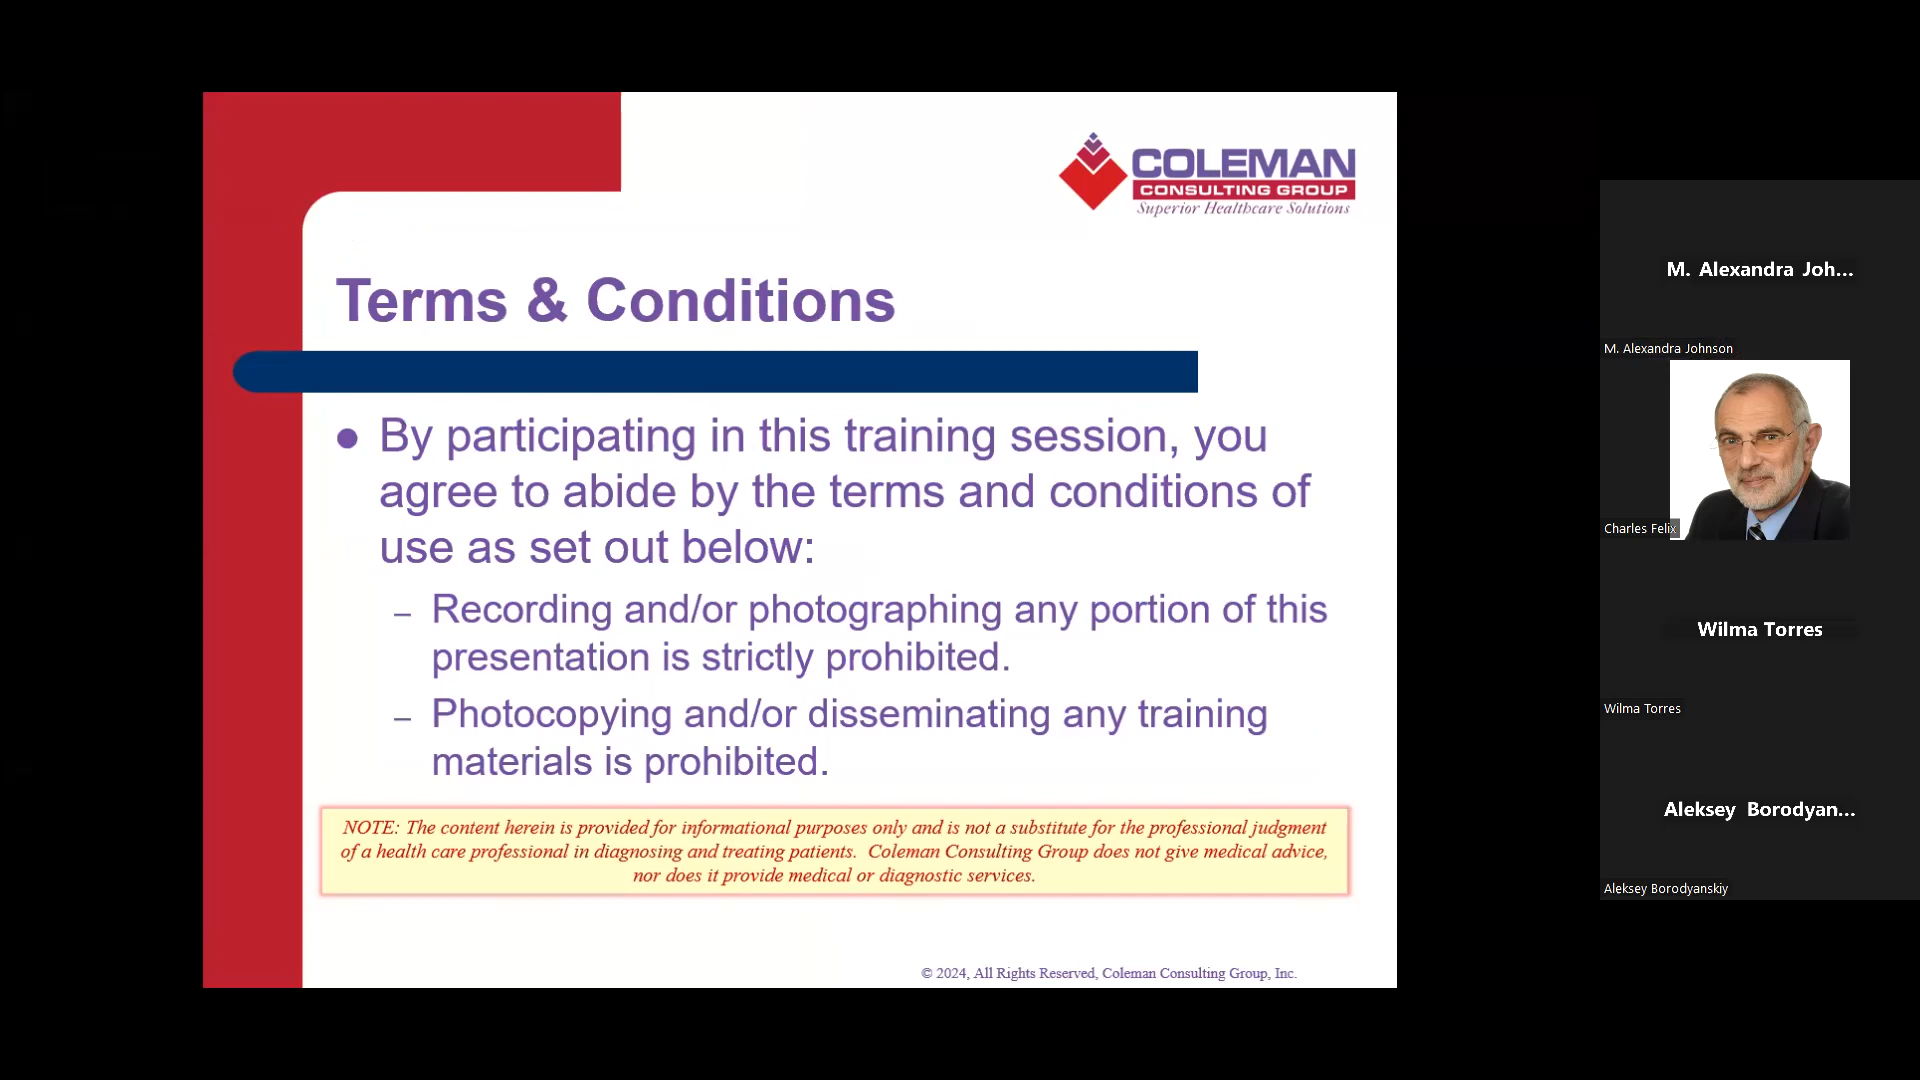 COLEMAN
CONSULTING GROUP
Superior Healthcare Solutions
Terms & Conditions
● By participating in this training session, you
agree to abide by the terms and conditions of
use as set out below:
– Recording and/or photographing any portion of this
presentation is strictly prohibited.
– Photocopying and/or disseminating any training
materials is prohibited.
NOTE: The content herein is provided for informational purposes only and is not a substitute for the professional judgment
of a health care professional in diagnosing and treating patients. Coleman Consulting Group does not give medical advice,
nor does it provide medical or diagnostic services.
© 2024, All Rights Reserved, Coleman Consulting Group, Inc.
M. Alexandra Joh...
M. Alexandra Johnson
Charles Felix
Wilma Torres
Wilma Torres
Aleksey Borodyan...
Aleksey Borodyanskiy